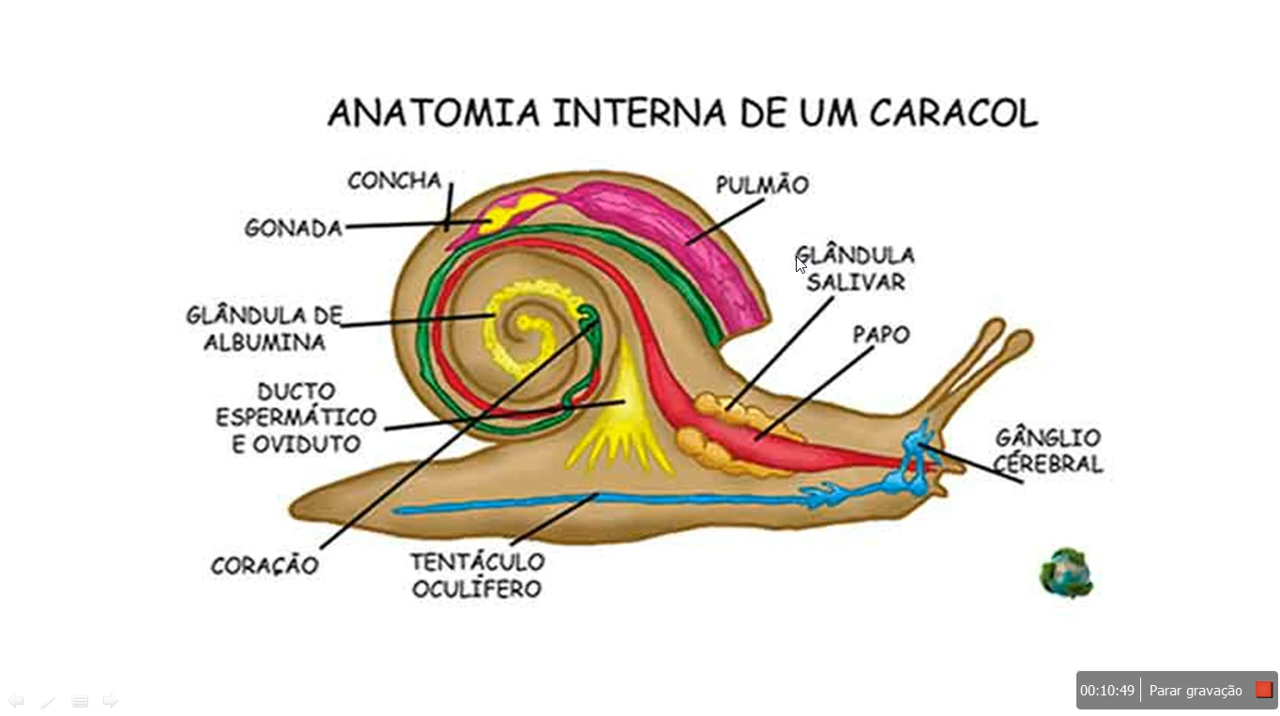 ANATOMIA INTERNA DE UM CARACOL
CONCHA
PULMÃO
GONADA
GLÂNDULA
SALIVAR
GLÂNDULA DE
ALBUMINA
PAPO
DUCTO
ESPERMÁTICO
E OVIDUTO
GÂNGLIO
CÉREBRAL
CORAÇÃO
TENTÁCULO
OCULÍFERO
00:10:49 Parar gravação